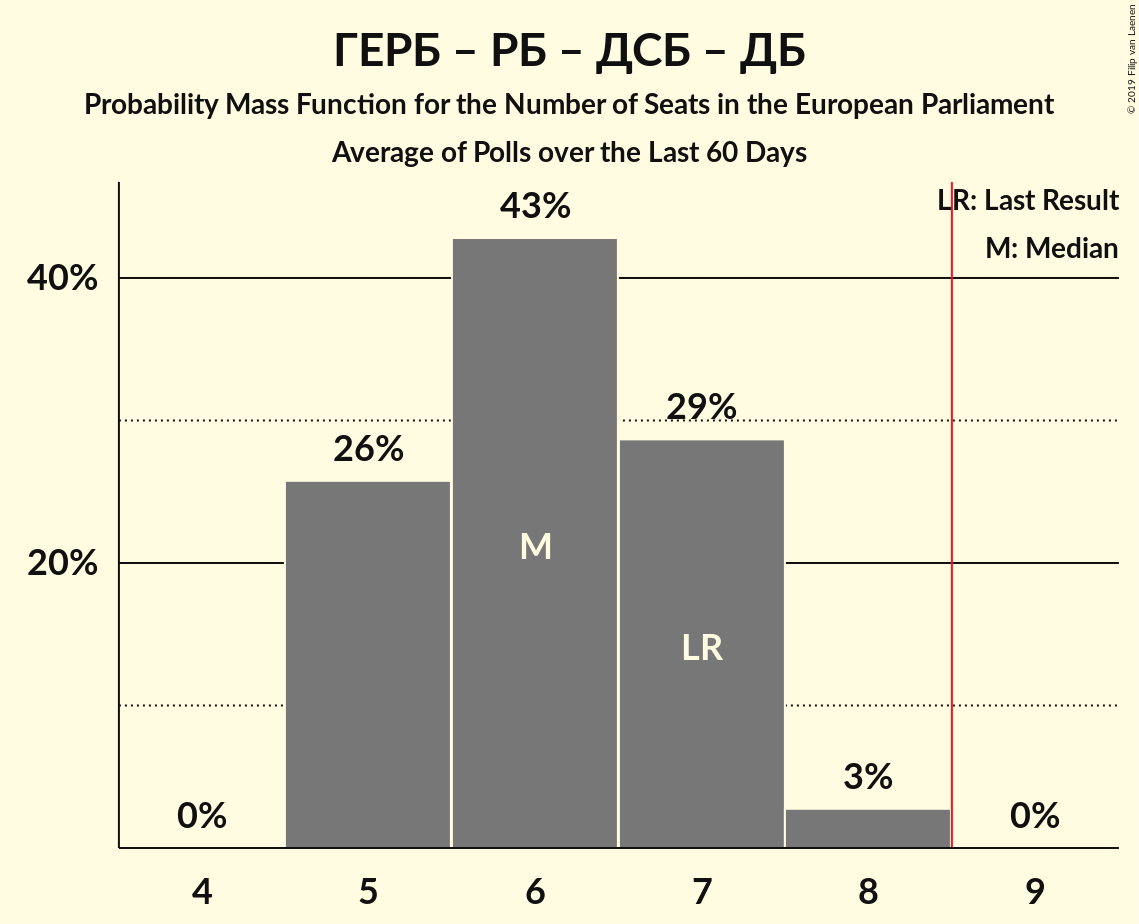 ГЕРБ – РБ – ДСБ – ДБ
Probability Mass Function for the Number of Seats in the European Parliament
Average of Polls over the Last 60 Days
© 2019 Filip van Laenen
LR: Last Result
M: Median
43%
40%
29%
26%
M
20%
LR
3%
0%
0%
4 5 6 7 8 9